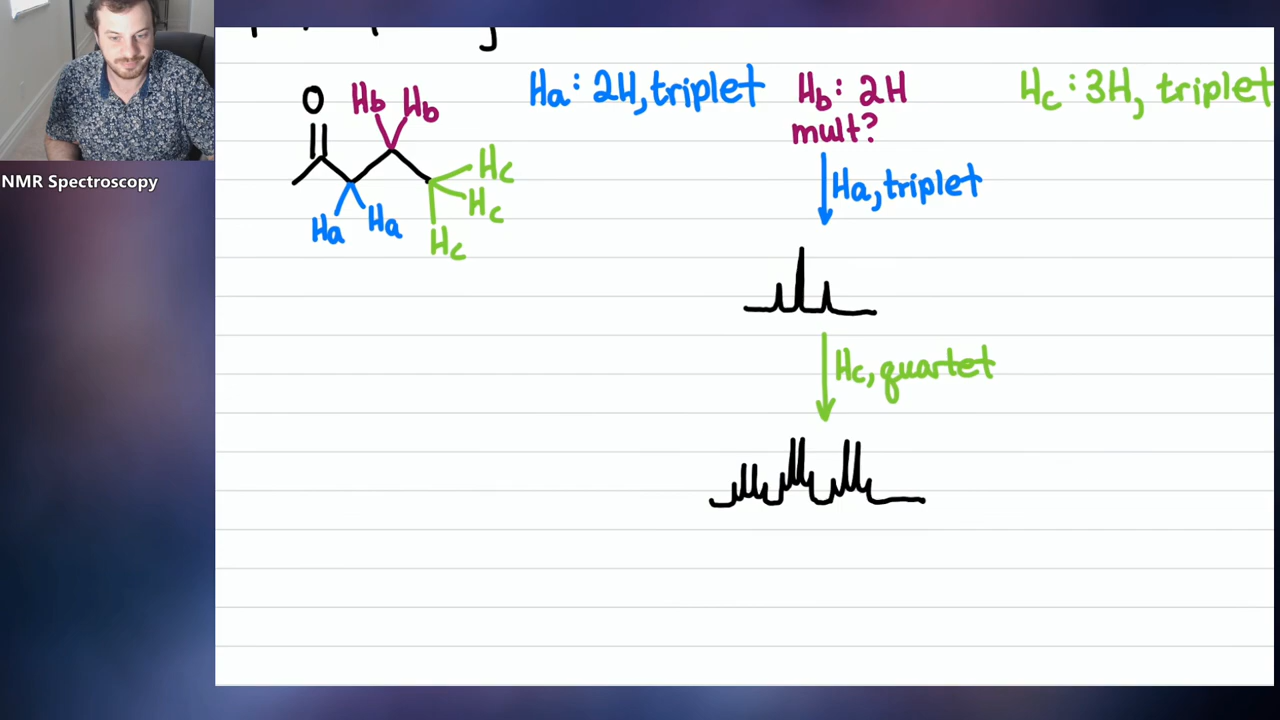 O
Hb Hb
Ha Ha
Hc
Hc
Hc
Ha: 2H, triplet
Hb: 2H
mult?
Ha, triplet
Hc, quartet
Hc: 3H, triplet
NMR Spectroscopy